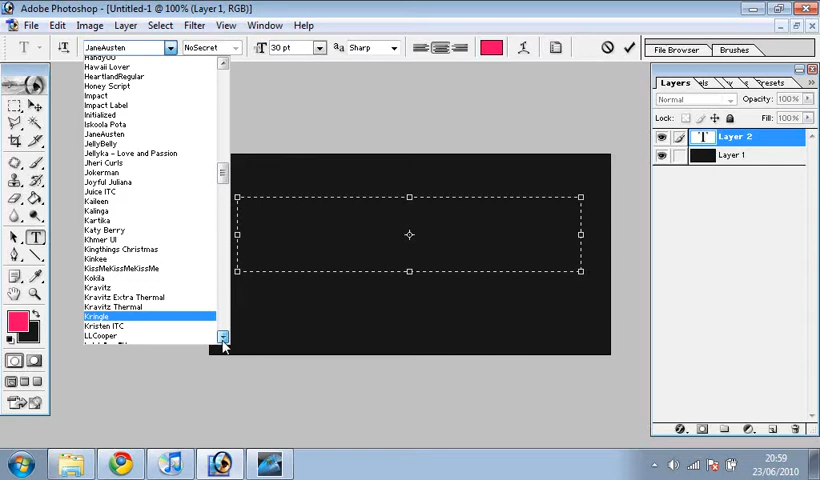 Adobe Photoshop - [Untitled-1 @ 100% (Layer 1, RGB)]
File Edit Image Layer Select Filter View Window Help
T JaneAusten NoSecret 30 pt aa Sharp File Browser Brushes
HandyOO
Hawaii Lover
HeartlandRegular
Honey Script
Impact
Impact Label
Initialized
Iskoola Pota
JaneAusten
JellyBelly
Jellyka - Love and Passion
Jheri Curls
Jokerman
Joyful Juliana
Juice ITC
Kaileen
Kalinga
Kartika
Katy Berry
Khmer UI
Kingthings Christmas
Kinkee
KissMeKissMeKissMe
Kokila
Kravitz
Kravitz Extra Thermal
Kravitz Thermal
Kringle
Kristen ITC
LLCooper
Layers Presets
Normal Opacity: 100%
Lock: Fill: 100%
T Layer 2
Layer 1
20:59
23/06/2010